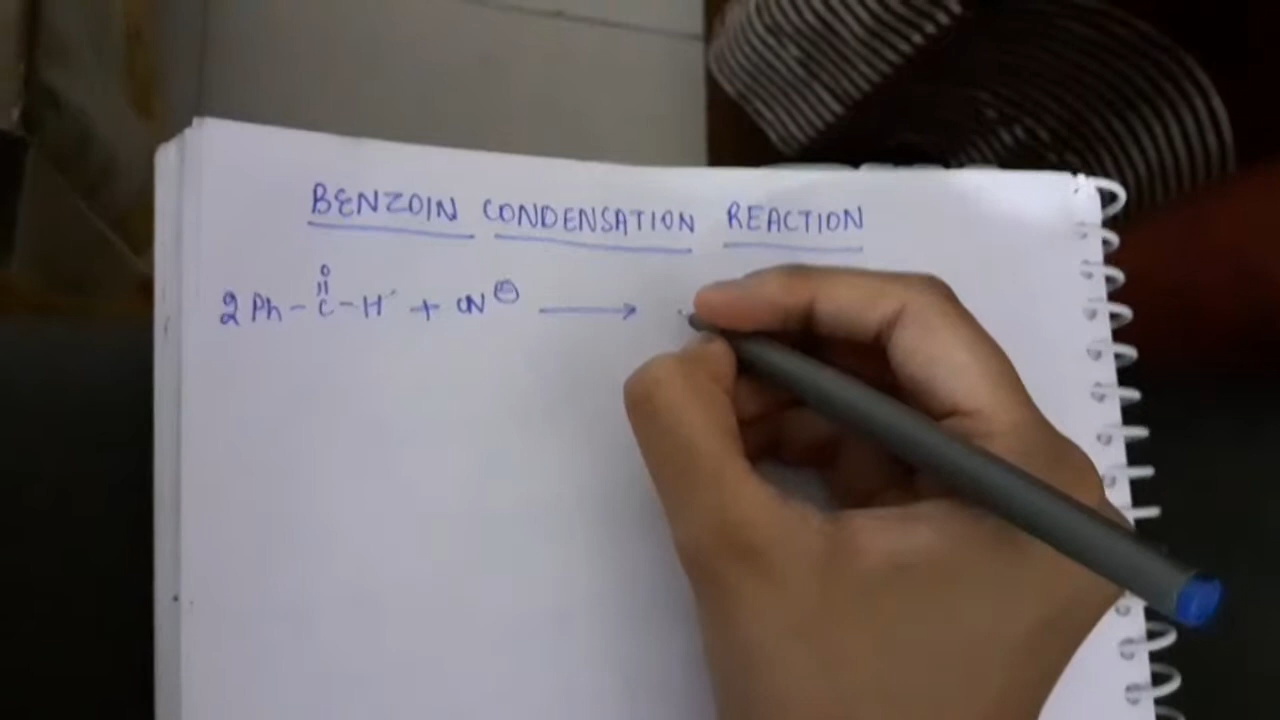 BENZOIN CONDENSATION REACTION
O
2 Ph - C - H + CN ⊖ ⟶